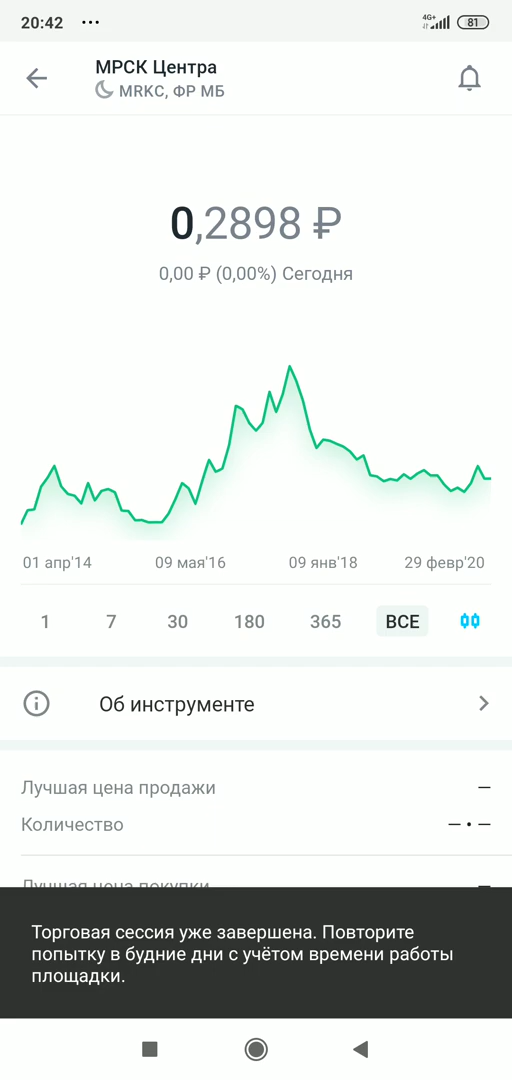 20:42 ... 4G+ 81
МРСК Центра
MRKC, ФР МБ
0,2898 ₽
0,00 ₽ (0,00%) Сегодня
01 апр'14 09 мая'16 09 янв'18 29 февр'20
1 7 30 180 365 ВСЕ
Об инструменте
Лучшая цена продажи –
Количество – • –
Лучшая цена покупки –
Торговая сессия уже завершена. Повторите
попытку в будние дни с учётом времени работы
площадки.